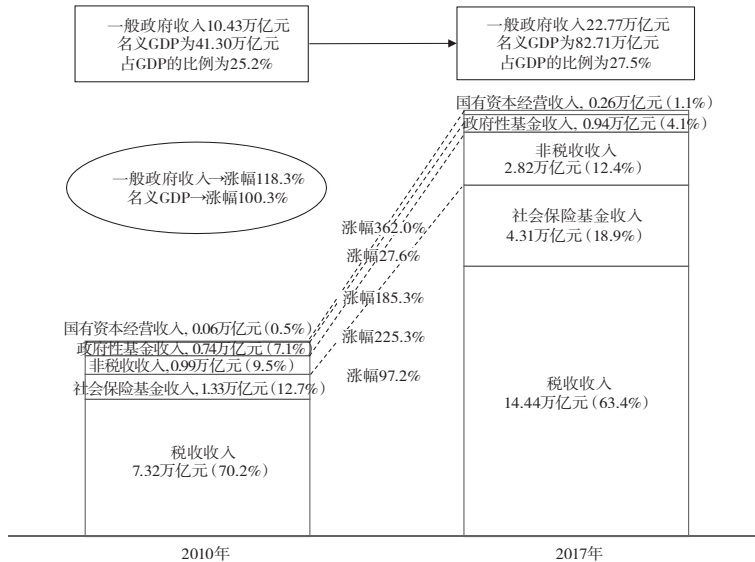 一般政府收入10.43万亿元
名义GDP为41.30万亿元
占GDP的比例为25.2%
一般政府收入22.77万亿元
名义GDP为82.71万亿元
占GDP的比例为27.5%
一般政府收入→涨幅118.3%
名义GDP→涨幅100.3%
国有资本经营收入, 0.26万亿元(1.1%)
政府性基金收入, 0.94万亿元(4.1%)
非税收收入
2.82万亿元(12.4%)
社会保险基金收入
4.31万亿元(18.9%)
税收收入
14.44万亿元(63.4%)
涨幅362.0%
涨幅27.6%
涨幅185.3%
涨幅225.3%
涨幅97.2%
国有资本经营收入, 0.06万亿元(0.5%)
政府性基金收入, 0.74万亿元(7.1%)
非税收收入, 0.99万亿元(9.5%)
社会保险基金收入, 1.33万亿元(12.7%)
税收收入
7.32万亿元(70.2%)
2010年
2017年